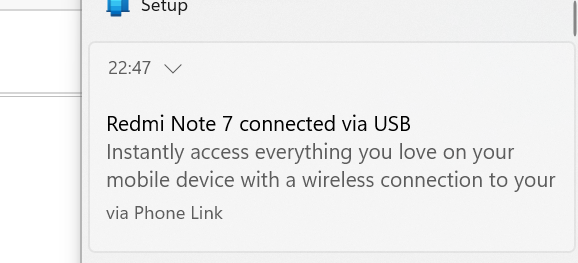 Setup
22:47
Redmi Note 7 connected via USB
Instantly access everything you love on your
mobile device with a wireless connection to your
via Phone Link